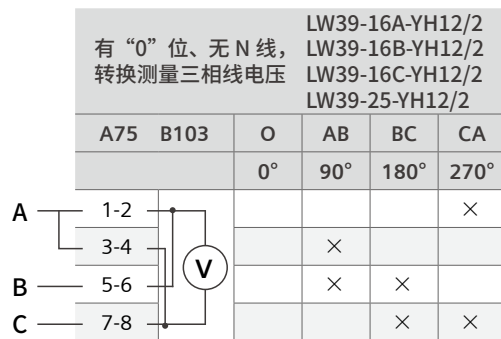 有“0”位、无 N 线，
转换测量三相线电压
LW39-16A-YH12/2
LW39-16B-YH12/2
LW39-16C-YH12/2
LW39-25-YH12/2
A75 B103 O AB BC CA
0° 90° 180° 270°
A 1-2 ×
3-4 ×
V
B 5-6 × ×
C 7-8 × ×